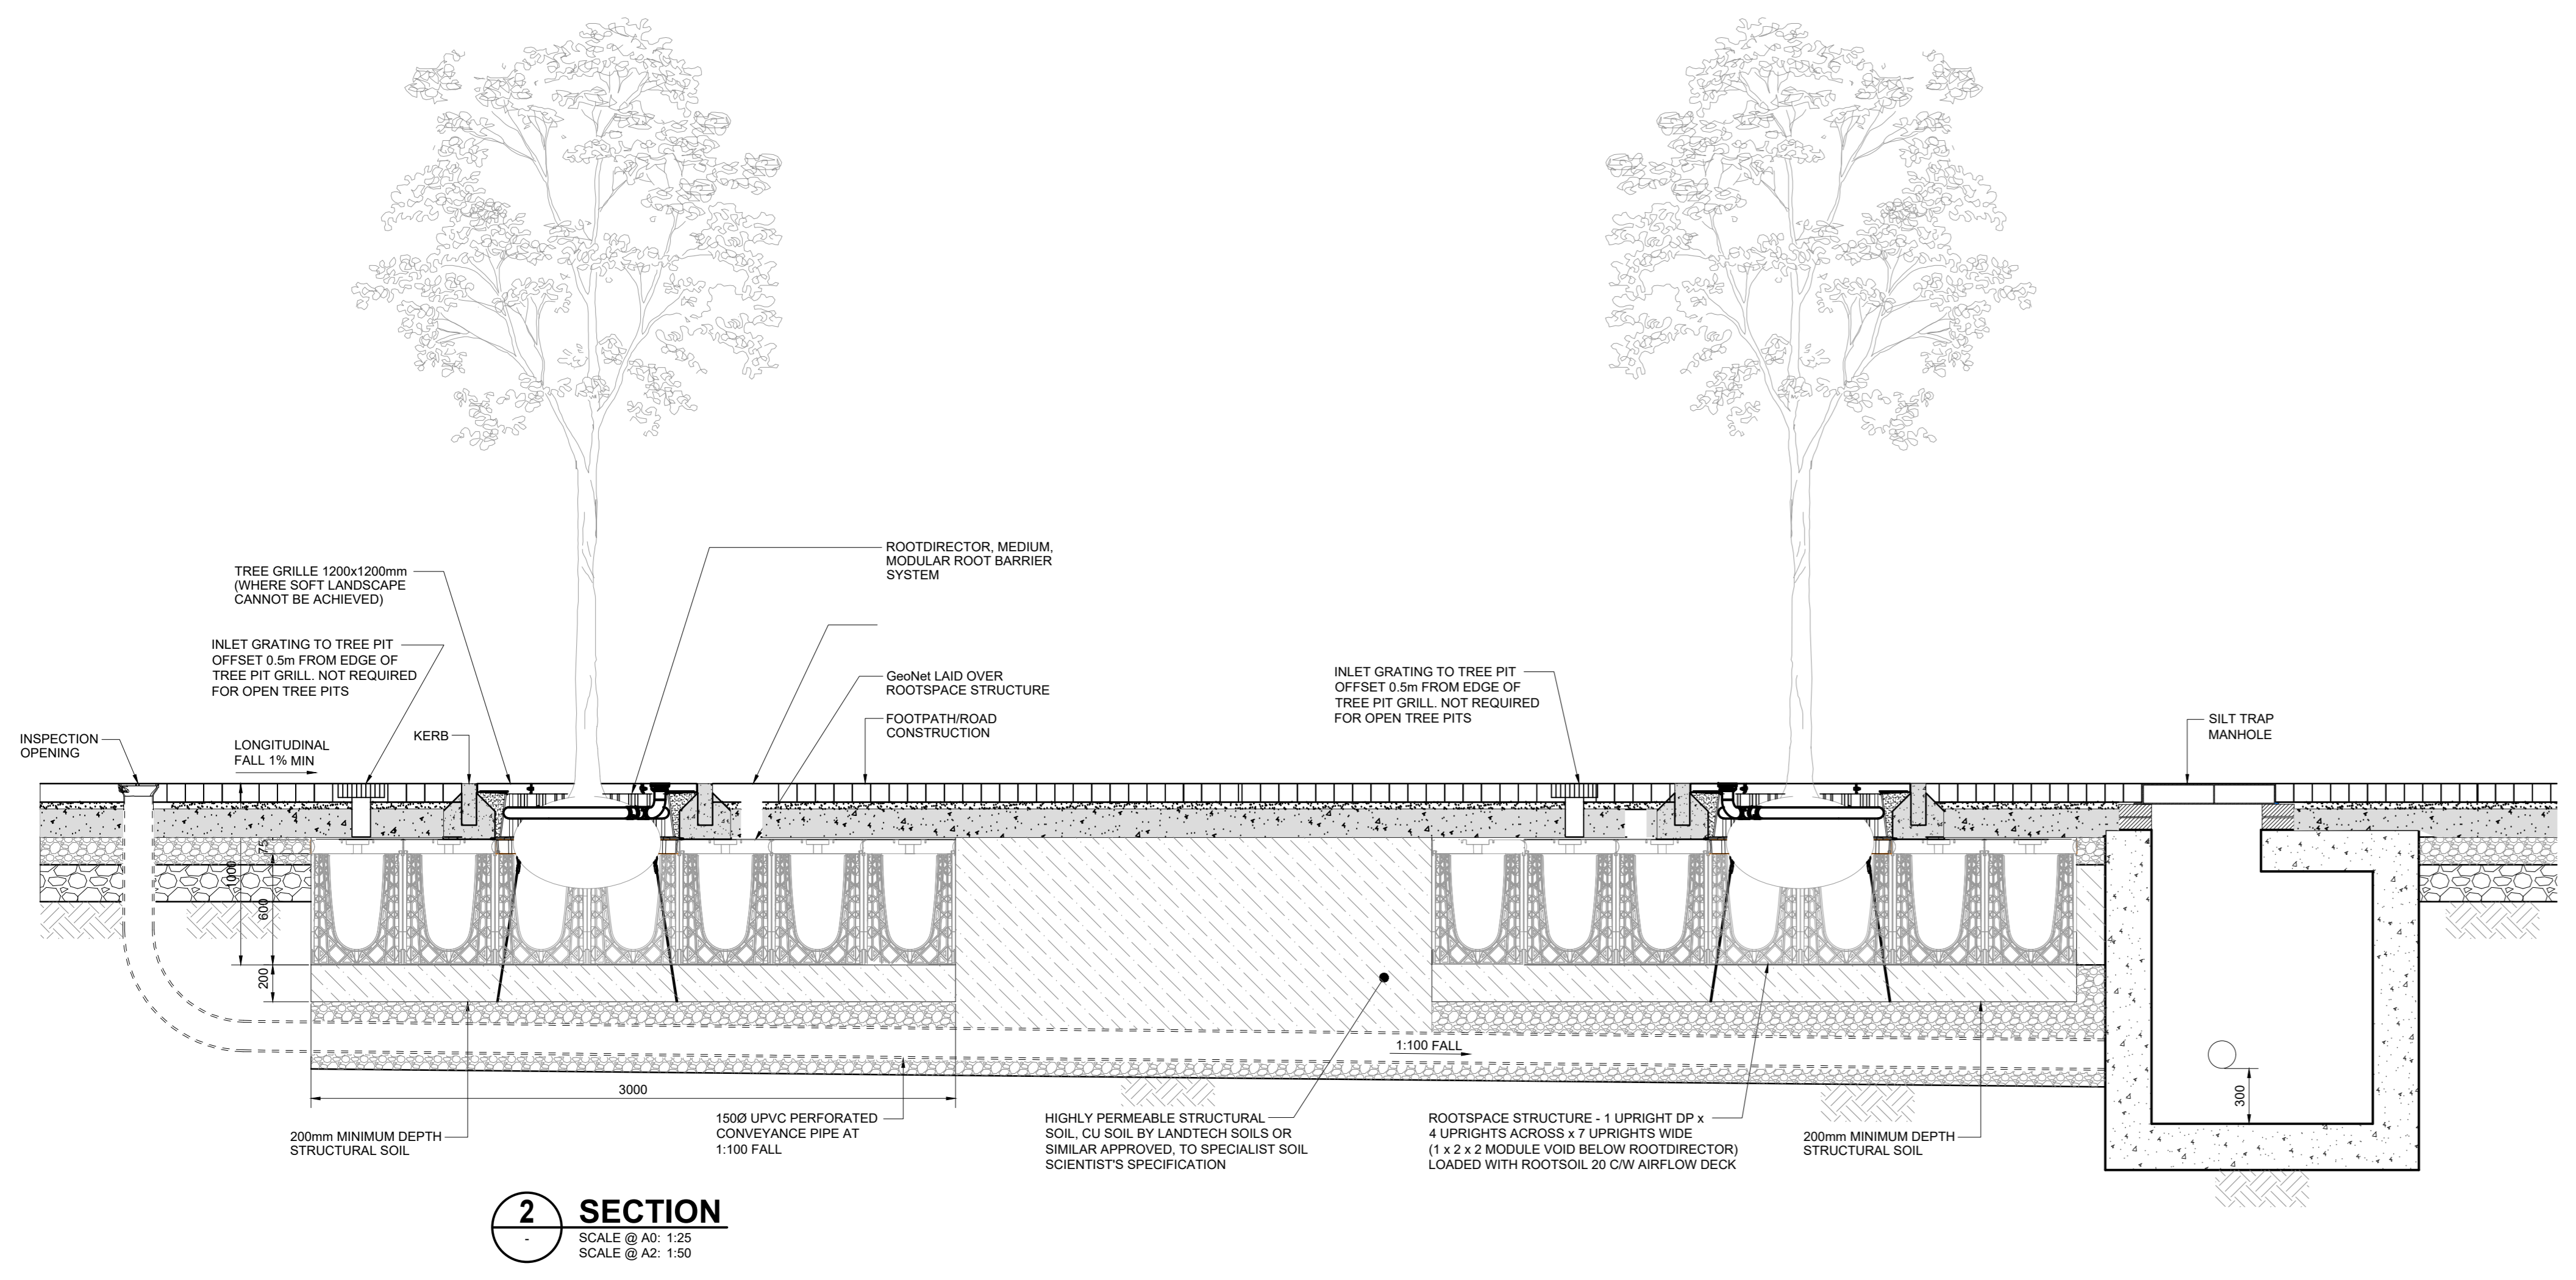 ROOTDIRECTOR, MEDIUM,
MODULAR ROOT BARRIER
SYSTEM
TREE GRILLE 1200x1200mm
(WHERE SOFT LANDSCAPE
CANNOT BE ACHIEVED)
INLET GRATING TO TREE PIT
OFFSET 0.5m FROM EDGE OF
TREE PIT GRILL. NOT REQUIRED
FOR OPEN TREE PITS
GeoNet LAID OVER
ROOTSPACE STRUCTURE
INLET GRATING TO TREE PIT
OFFSET 0.5m FROM EDGE OF
TREE PIT GRILL. NOT REQUIRED
FOR OPEN TREE PITS
FOOTPATH/ROAD
CONSTRUCTION
SILT TRAP
MANHOLE
INSPECTION
OPENING
LONGITUDINAL
FALL 1% MIN
KERB
75
1000
600
200
1:100 FALL
3000
300
200mm MINIMUM DEPTH
STRUCTURAL SOIL
150Ø UPVC PERFORATED
CONVEYANCE PIPE AT
1:100 FALL
HIGHLY PERMEABLE STRUCTURAL
SOIL, CU SOIL BY LANDTECH SOILS OR
SIMILAR APPROVED, TO SPECIALIST SOIL
SCIENTIST'S SPECIFICATION
ROOTSPACE STRUCTURE - 1 UPRIGHT DP x
4 UPRIGHTS ACROSS x 7 UPRIGHTS WIDE
(1 x 2 x 2 MODULE VOID BELOW ROOTDIRECTOR)
LOADED WITH ROOTSOIL 20 C/W AIRFLOW DECK
200mm MINIMUM DEPTH
STRUCTURAL SOIL
2
-
SECTION
SCALE @ A0: 1:25
SCALE @ A2: 1:50